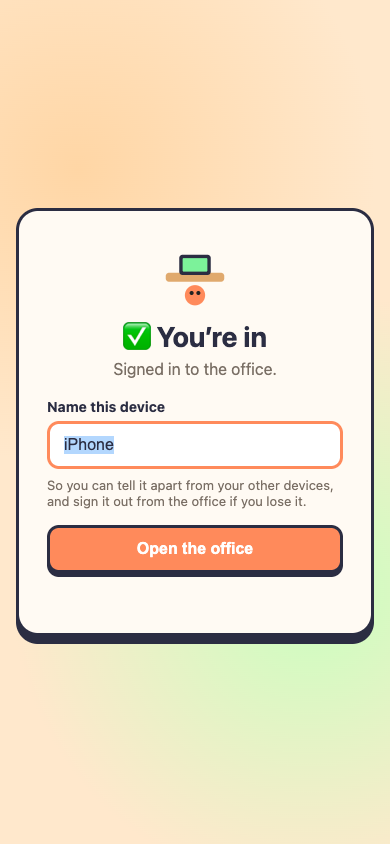 ✅ You're in
Signed in to the office.
Name this device
iPhone
So you can tell it apart from your other devices,
and sign it out from the office if you lose it.
Open the office